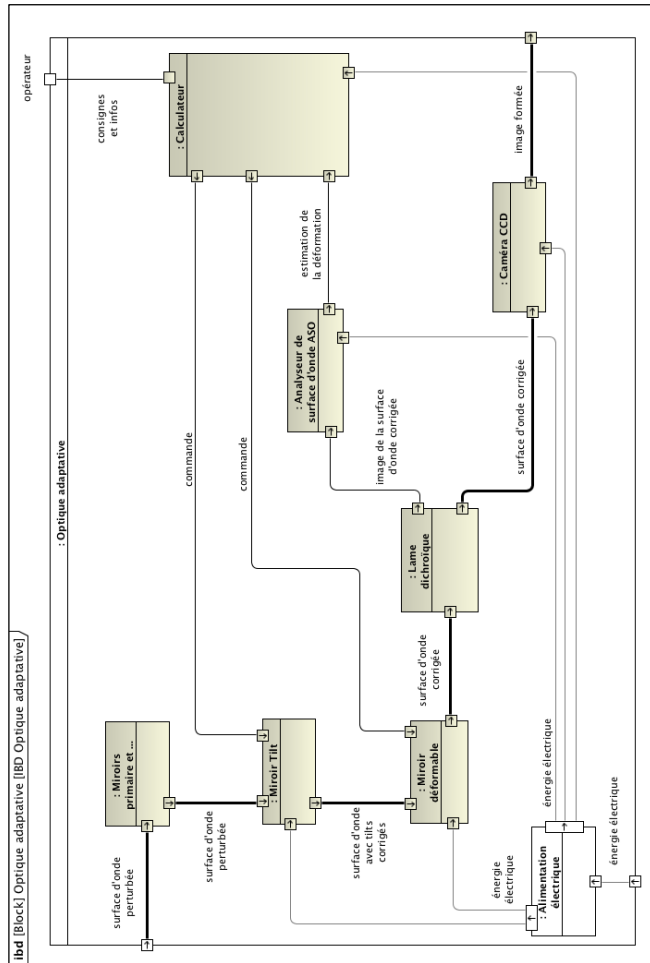 ibd [Block] Optique adaptative [IBD Optique adaptative]
: Optique adaptative
opérateur
consignes
et infos
: Calculateur
commande
commande
estimation de
la déformation
: Analyseur de
surface d'onde ASO
image de la surface
d'onde corrigée
: Miroirs
primaire et ...
surface d'onde
perturbée
surface d'onde
perturbée
: Miroir Tilt
surface d'onde
avec tilts
corrigés
: Miroir
déformable
surface d'onde
corrigée
: Lame
dichroïque
surface d'onde corrigée
: Caméra CCD
image formée
énergie
électrique
énergie électrique
: Alimentation
électrique
énergie électrique